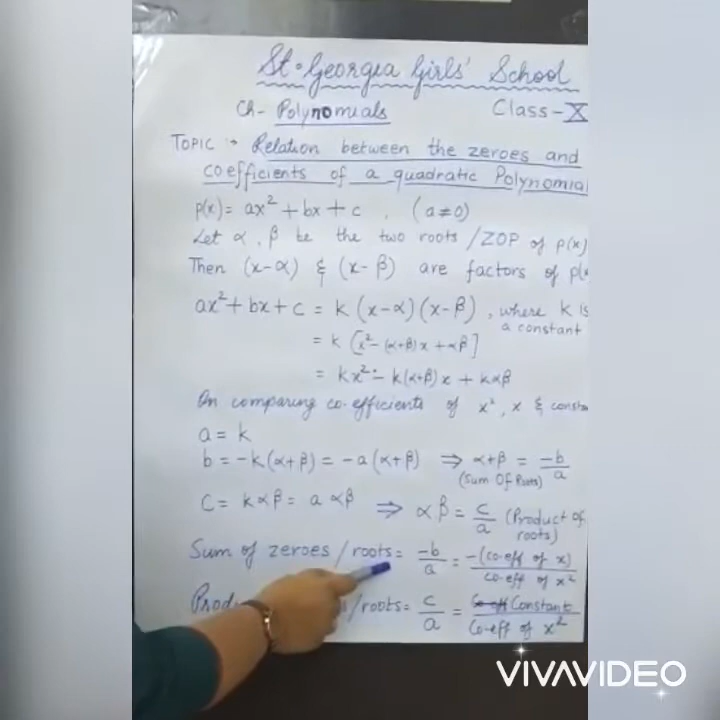 St. Georgia Girls' School
Ch- Polynomials Class-X
TOPIC :- Relation between the zeroes and
coefficients of a quadratic Polynomial
p(x)= ax² + bx + c , (a≠0)
Let α, β be the two roots/ZOP of p(x)
Then (x-α) & (x-β) are factors of p(x
ax² + bx + c = k (x-α)(x-β) , where k is
a constant
= k [x² - (α+β)x + αβ]
= kx² - k(α+β)x + kαβ
On comparing co-efficients of x², x & consta
a = k
b = -k(α+β) = -a(α+β) ⇒ α+β = -b/a
(Sum Of Roots)
C = kαβ = a αβ ⇒ αβ = c/a (Product of
roots)
Sum of zeroes/roots = -b/a = -(co-eff of x)/co-eff of x²
Prod /roots = c/a = Constant/Co-eff of x²
VIVAVIDEO